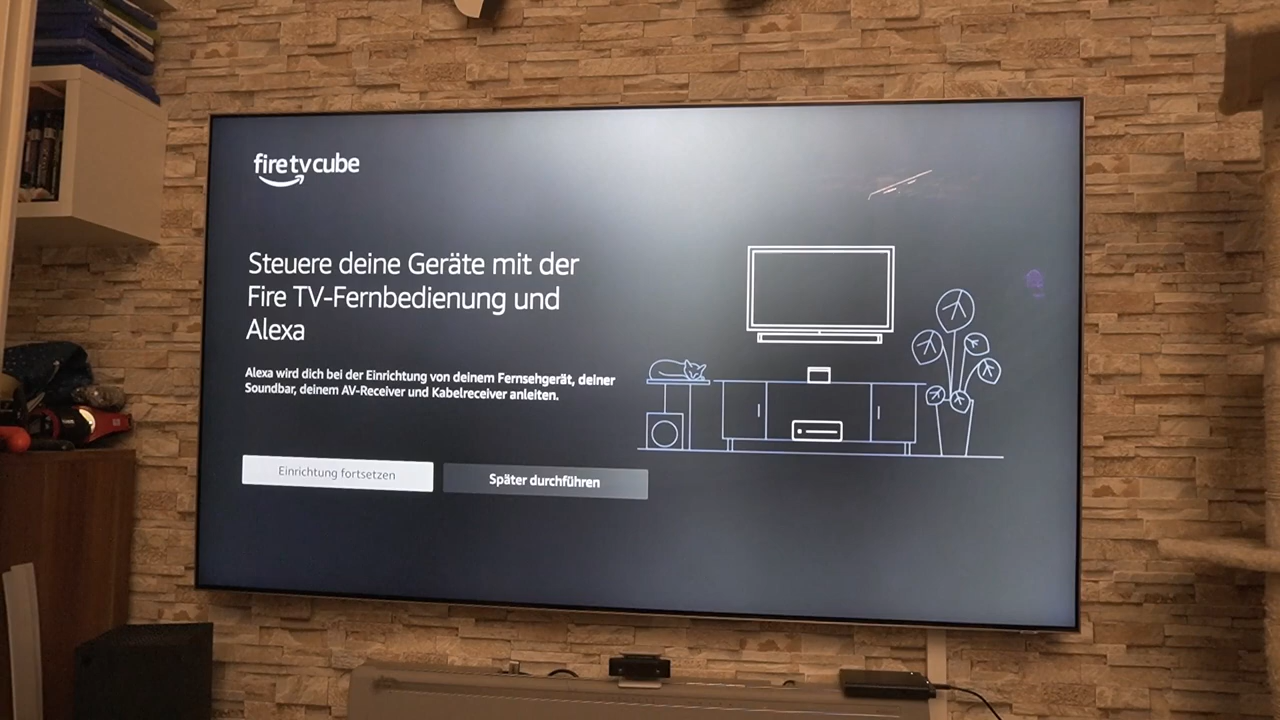 fire tv cube
Steuere deine Geräte mit der
Fire TV-Fernbedienung und
Alexa
Alexa wird dich bei der Einrichtung von deinem Fernsehgerät, deiner
Soundbar, deinem AV-Receiver und Kabelreceiver anleiten.
Einrichtung fortsetzen
Später durchführen